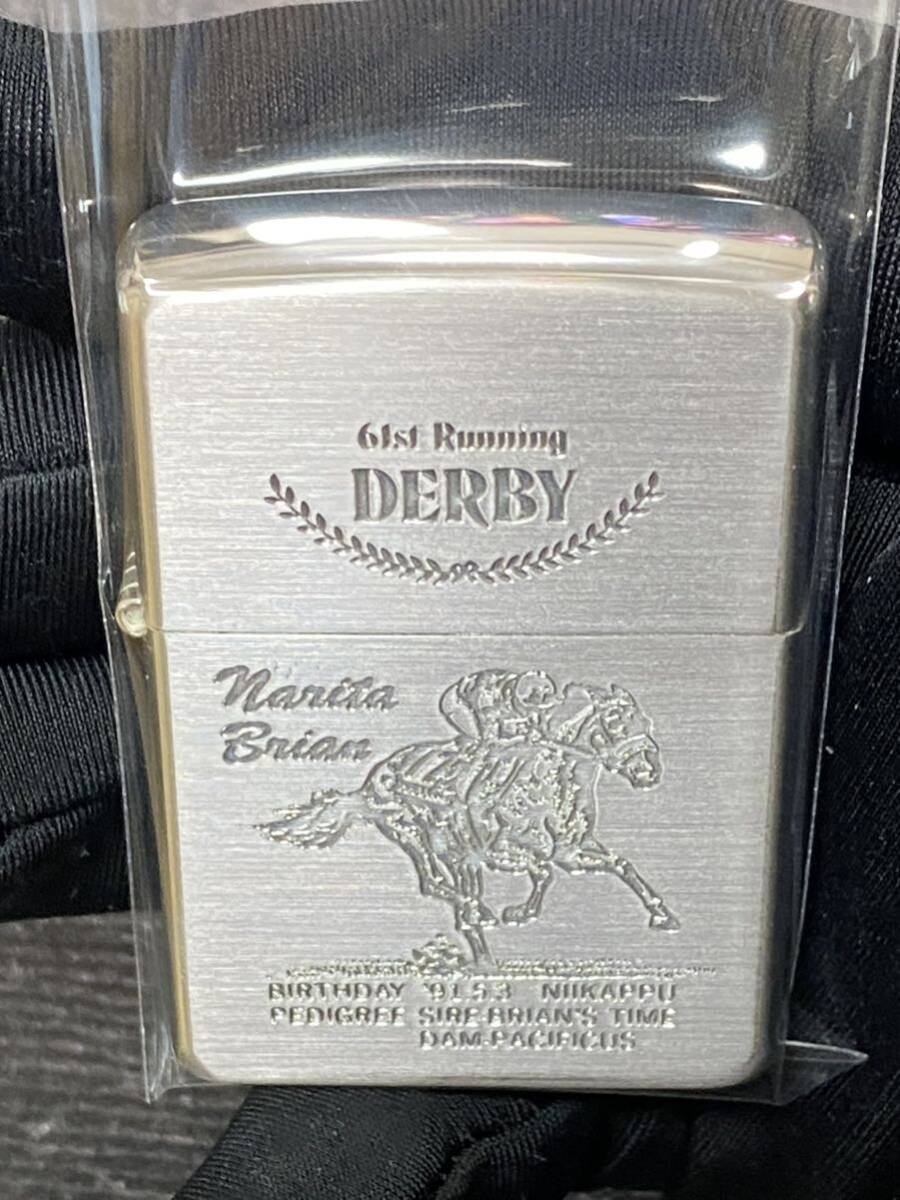 61st Running
DERBY
Narita
Brian
BIRTHDAY '91.5.3 NIIKAPPU
PEDIGREE SIRE-BRIAN'S TIME
DAM-PACIFICUS